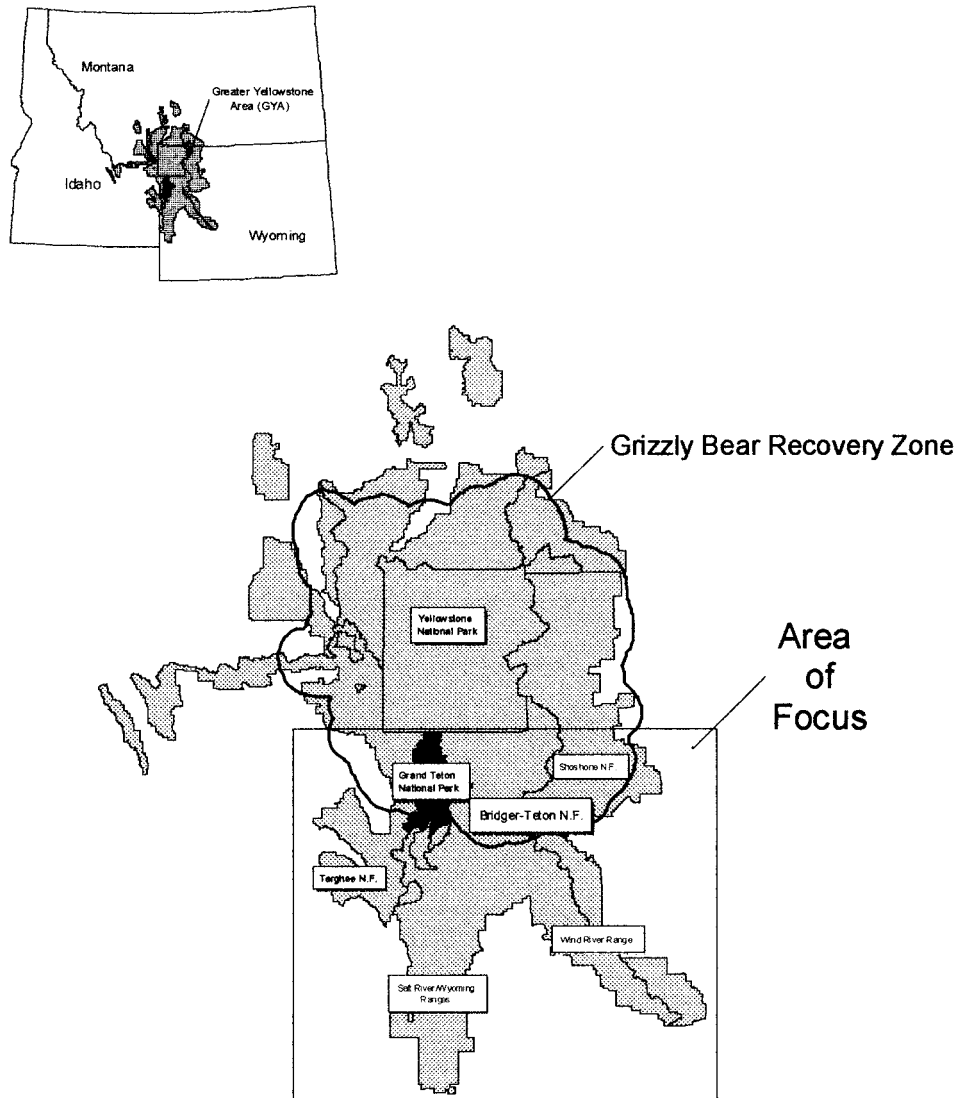 Montana
Greater Yellowstone
Area (GYA)
Idaho
Wyoming
Grizzly Bear Recovery Zone
Yellowstone
National Park
Area
of
Focus
Shoshone N.F.
Grand Teton
National Park
Bridger-Teton N.F.
Targhee N.F.
Wind River Range
Salt River/Wyoming
Ranges